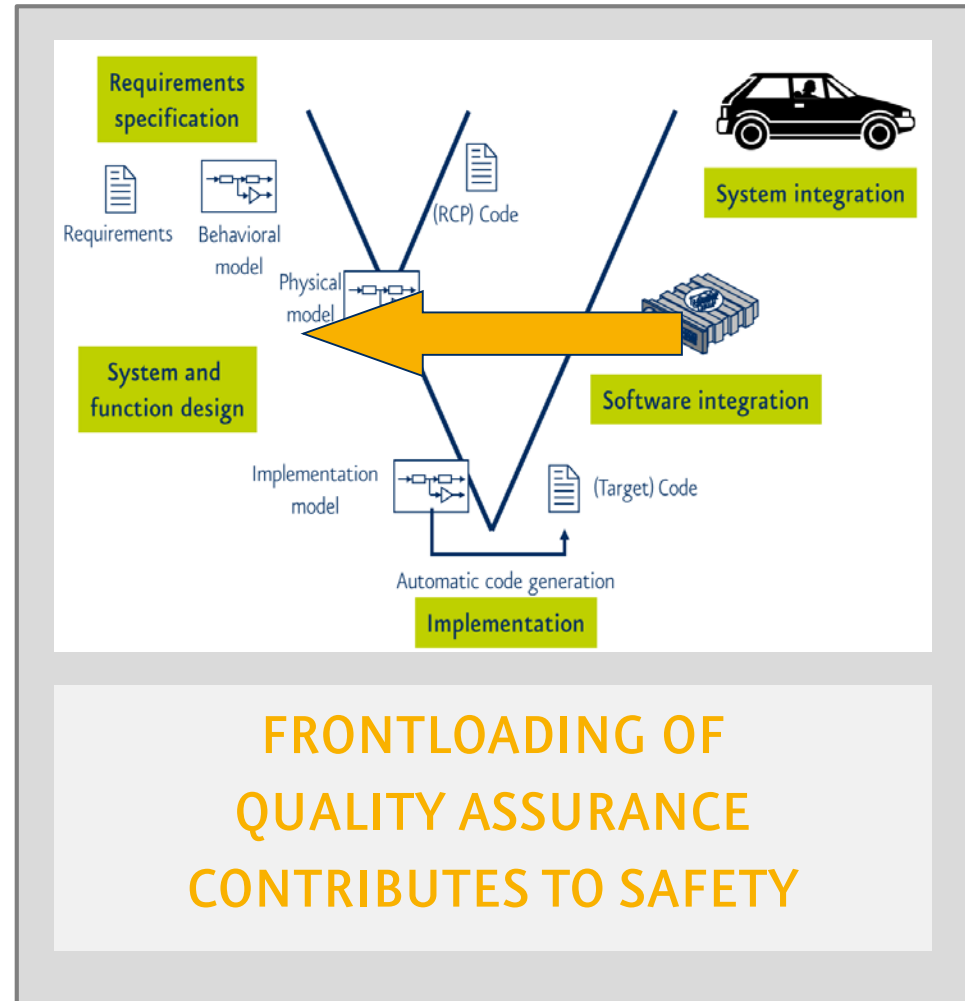 Requirements
specification
Requirements
Behavioral
model
(RCP) Code
System integration
Physical
model
System and
function design
Software integration
Implementation
model
(Target) Code
Automatic code generation
Implementation
FRONTLOADING OF
QUALITY ASSURANCE
CONTRIBUTES TO SAFETY